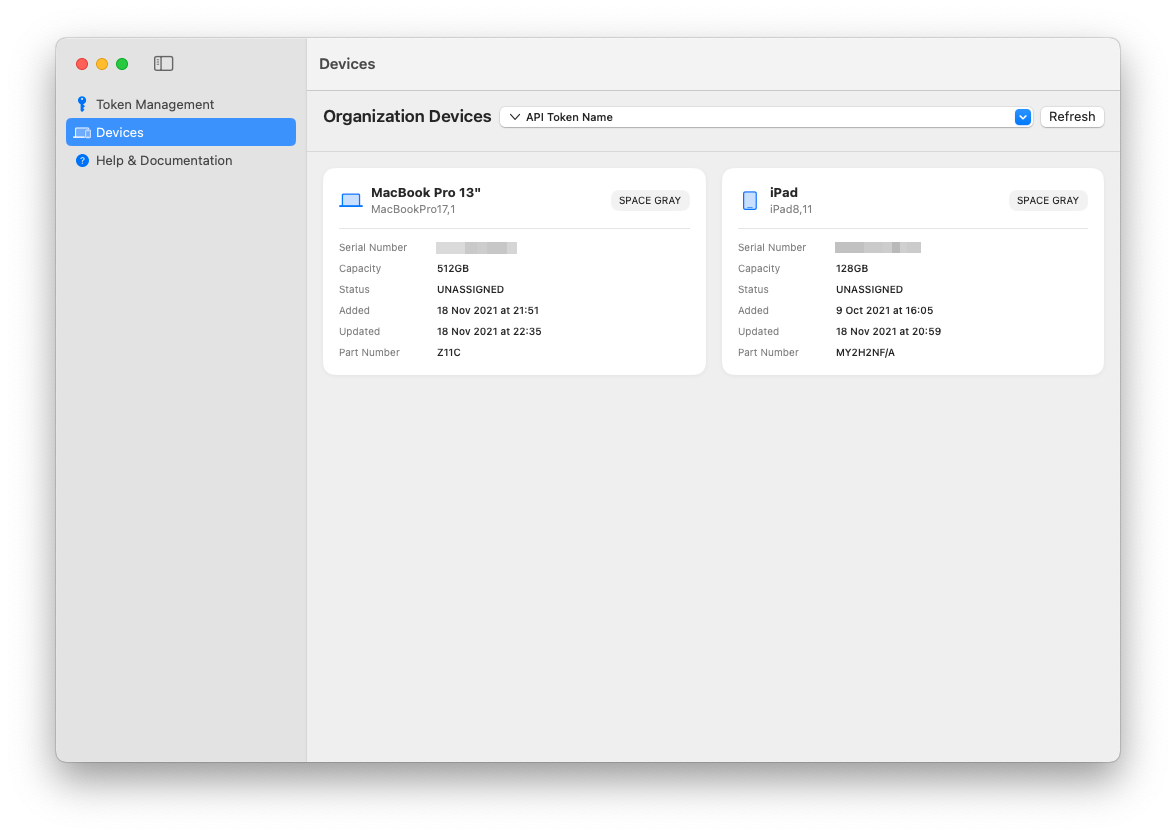 Devices
Token Management
Devices
Help & Documentation
Organization Devices
API Token Name
Refresh
MacBook Pro 13"
MacBookPro17,1
SPACE GRAY
Serial Number
Capacity 512GB
Status UNASSIGNED
Added 18 Nov 2021 at 21:51
Updated 18 Nov 2021 at 22:35
Part Number Z11C
iPad
iPad8,11
SPACE GRAY
Serial Number
Capacity 128GB
Status UNASSIGNED
Added 9 Oct 2021 at 16:05
Updated 18 Nov 2021 at 20:59
Part Number MY2H2NF/A